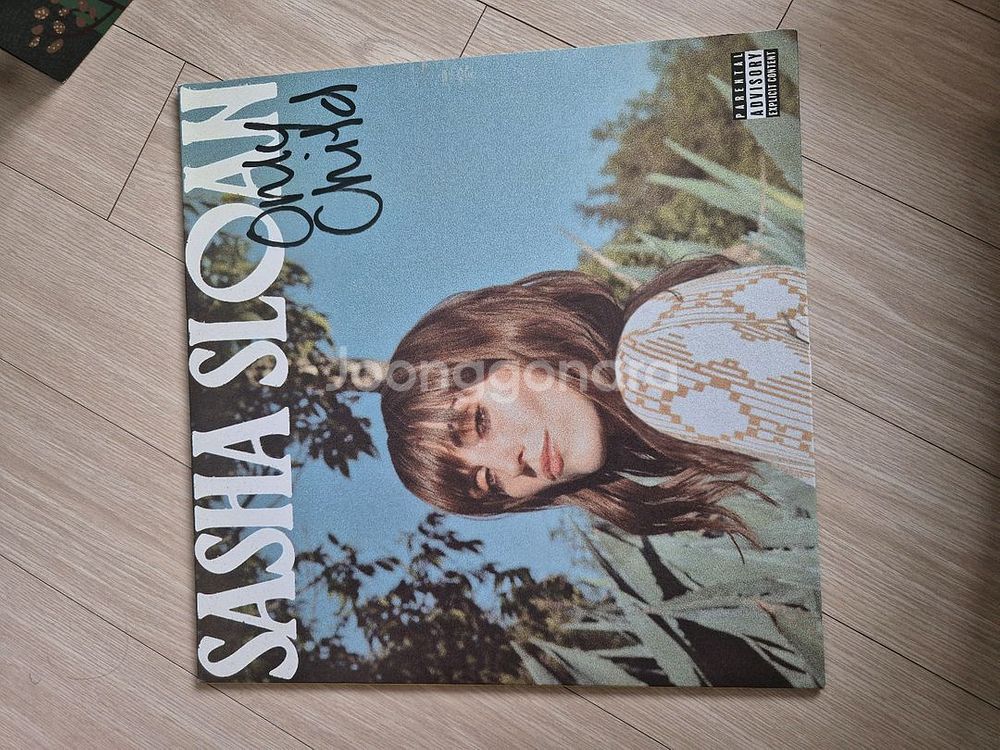 SASHA SLOAN
Only
Child
PARENTAL
ADVISORY
EXPLICIT CONTENT
Joonggonara